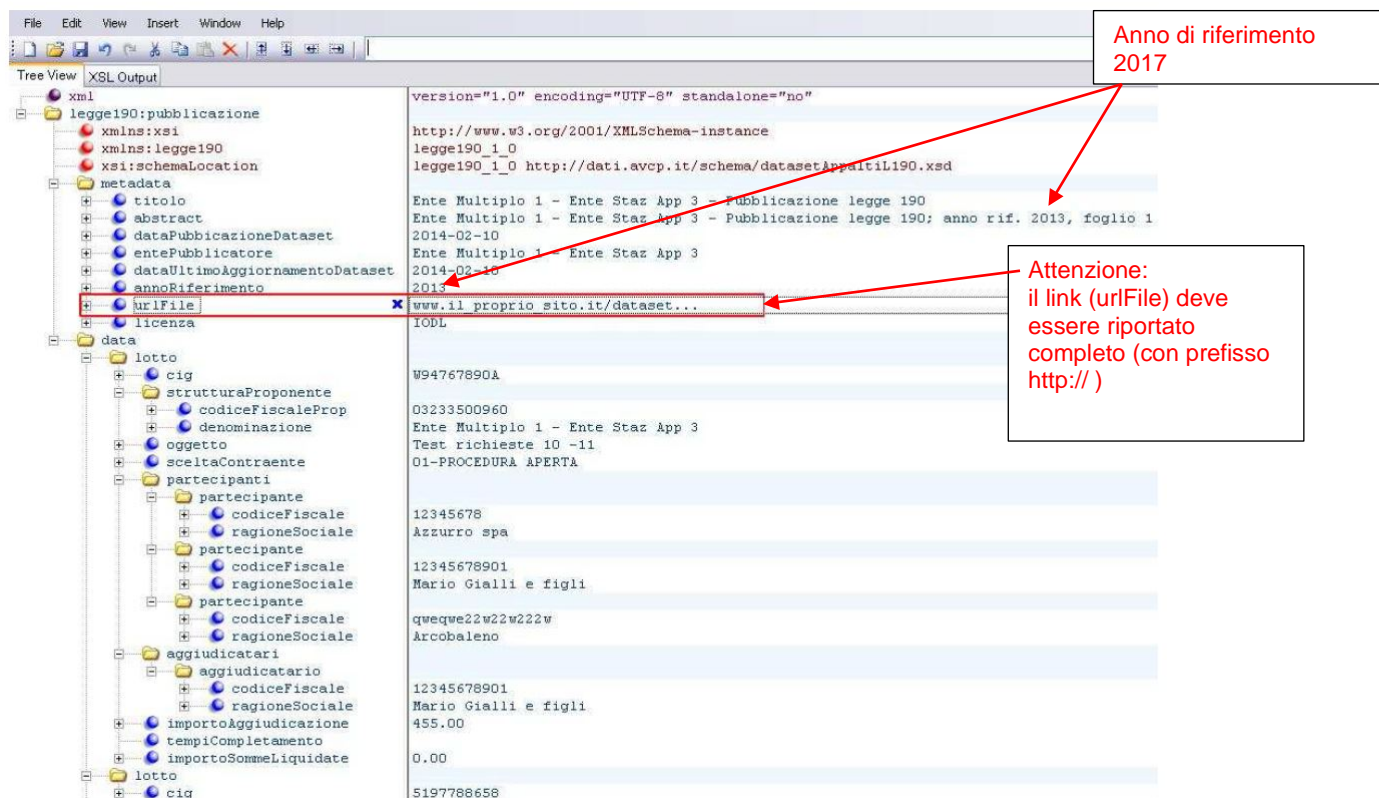 File Edit View Insert Window Help
Anno di riferimento
2017
Tree View XSL Output
xml version="1.0" encoding="UTF-8" standalone="no"
legge190:pubblicazione
xmlns:xsi http://www.w3.org/2001/XMLSchema-instance
xmlns:legge190 legge190_1_0
xsi:schemaLocation legge190_1_0 http://dati.avcp.it/schema/datasetAppaltiL190.xsd
metadata
titolo Ente Multiplo 1 - Ente Staz App 3 - Pubblicazione legge 190
abstract Ente Multiplo 1 - Ente Staz App 3 - Pubblicazione legge 190; anno rif. 2013, foglio 1
dataPubbicazioneDataset 2014-02-10
entePubblicatore Ente Multiplo 1 - Ente Staz App 3
dataUltimoAggiornamentoDataset 2014-02-10
annoRiferimento 2013
urlFile www.il_proprio_sito.it/dataset...
licenza IODL
Attenzione:
il link (urlFile) deve
essere riportato
completo (con prefisso
http:// )
data
lotto
cig W94767890A
strutturaProponente
codiceFiscaleProp 03233500960
denominazione Ente Multiplo 1 - Ente Staz App 3
oggetto Test richieste 10 -11
sceltaContraente 01-PROCEDURA APERTA
partecipanti
partecipante
codiceFiscale 12345678
ragioneSociale Azzurro spa
partecipante
codiceFiscale 12345678901
ragioneSociale Mario Gialli e figli
partecipante
codiceFiscale qweqwe22w22w222w
ragioneSociale Arcobaleno
aggiudicatari
aggiudicatario
codiceFiscale 12345678901
ragioneSociale Mario Gialli e figli
importoAggiudicazione 455.00
tempiCompletamento
importoSommeLiquidate 0.00
lotto
cig 5197788658